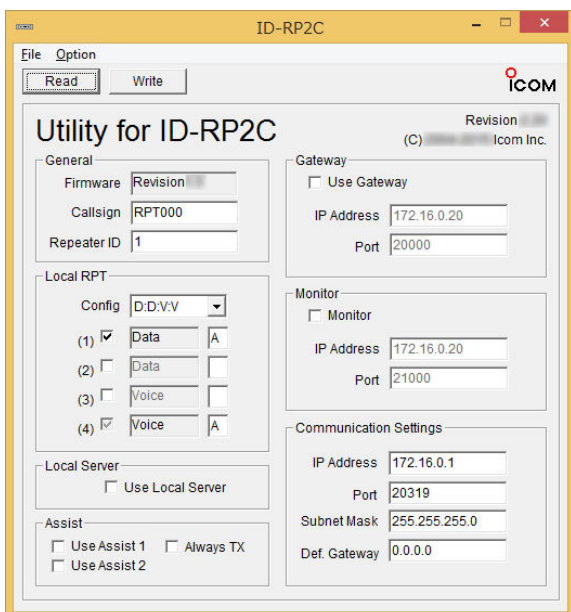 ID-RP2C
File Option
Read Write
ICOM
Utility for ID-RP2C
Revision
(C) Icom Inc.
General
Firmware Revision
Callsign RPT000
Repeater ID 1
Local RPT
Config D:D:V:V
(1) Data A
(2) Data
(3) Voice
(4) Voice A
Local Server
Use Local Server
Assist
Use Assist 1 Always TX
Use Assist 2
Gateway
Use Gateway
IP Address 172.16.0.20
Port 20000
Monitor
Monitor
IP Address 172.16.0.20
Port 21000
Communication Settings
IP Address 172.16.0.1
Port 20319
Subnet Mask 255.255.255.0
Def. Gateway 0.0.0.0